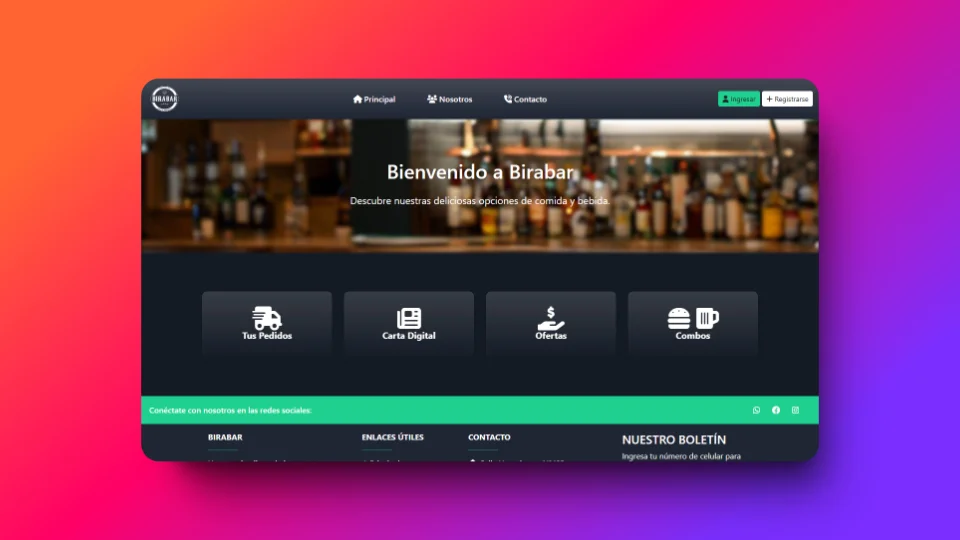 BIRABAR
Principal
Nosotros
Contacto
Ingresar
Registrarse
Bienvenido a Birabar
Descubre nuestras deliciosas opciones de comida y bebida.
Tus Pedidos
Carta Digital
Ofertas
Combos
Conéctate con nosotros en las redes sociales:
BIRABAR
ENLACES ÚTILES
CONTACTO
NUESTRO BOLETÍN
Ingresa tu número de celular para